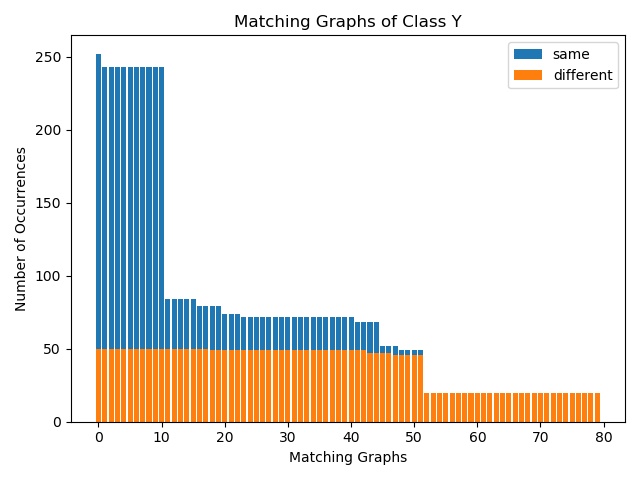 Matching Graphs of Class Y
same
different
Number of Occurrences
250
200
150
100
50
0
0 10 20 30 40 50 60 70 80
Matching Graphs